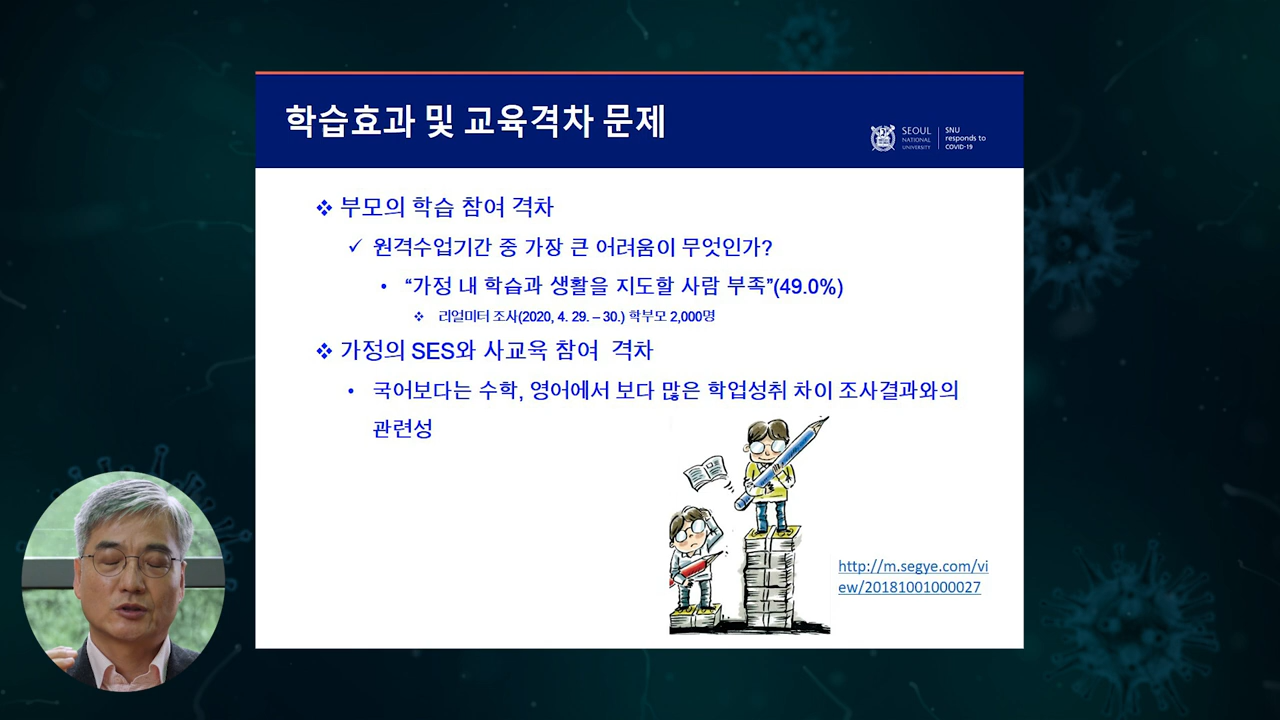 학습효과 및 교육격차 문제
SEOUL
NATIONAL
UNIVERSITY
SNU
responds to
COVID-19
❖ 부모의 학습 참여 격차
✓ 원격수업기간 중 가장 큰 어려움이 무엇인가?
• “가정 내 학습과 생활을 지도할 사람 부족”(49.0%)
❖ 리얼미터 조사(2020, 4. 29. – 30.) 학부모 2,000명
❖ 가정의 SES와 사교육 참여 격차
• 국어보다는 수학, 영어에서 보다 많은 학업성취 차이 조사결과와의
관련성
http://m.segye.com/vi
ew/20181001000027